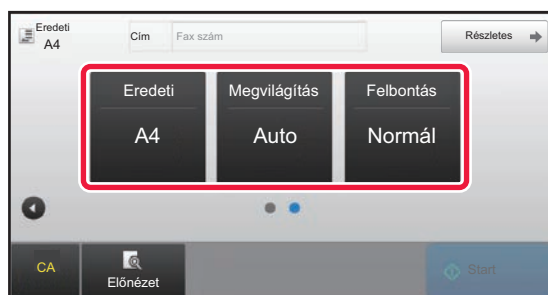 Eredeti
A4
Cím
Fax szám
Részletes
Eredeti
Megvilágítás
Felbontás
A4
Auto
Normál
CA
Előnézet
Start